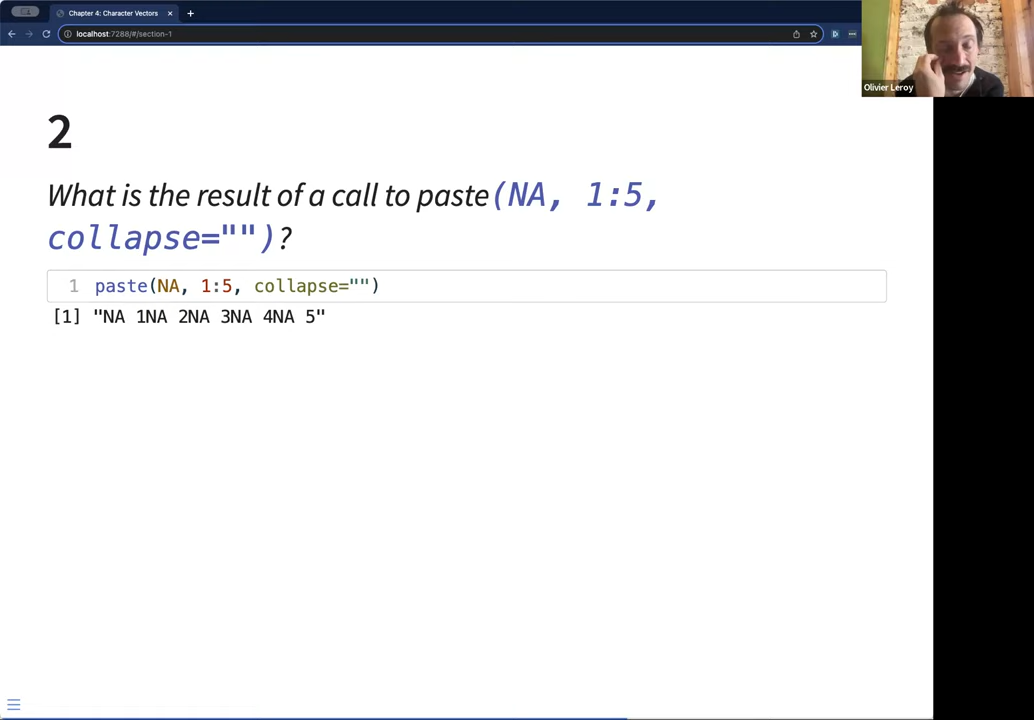 Chapter 4: Character Vectors
localhost:7288/#/section-1
Olivier Leroy
2
What is the result of a call to paste(NA, 1:5,
collapse="")?
1 paste(NA, 1:5, collapse="")
[1] "NA 1NA 2NA 3NA 4NA 5"